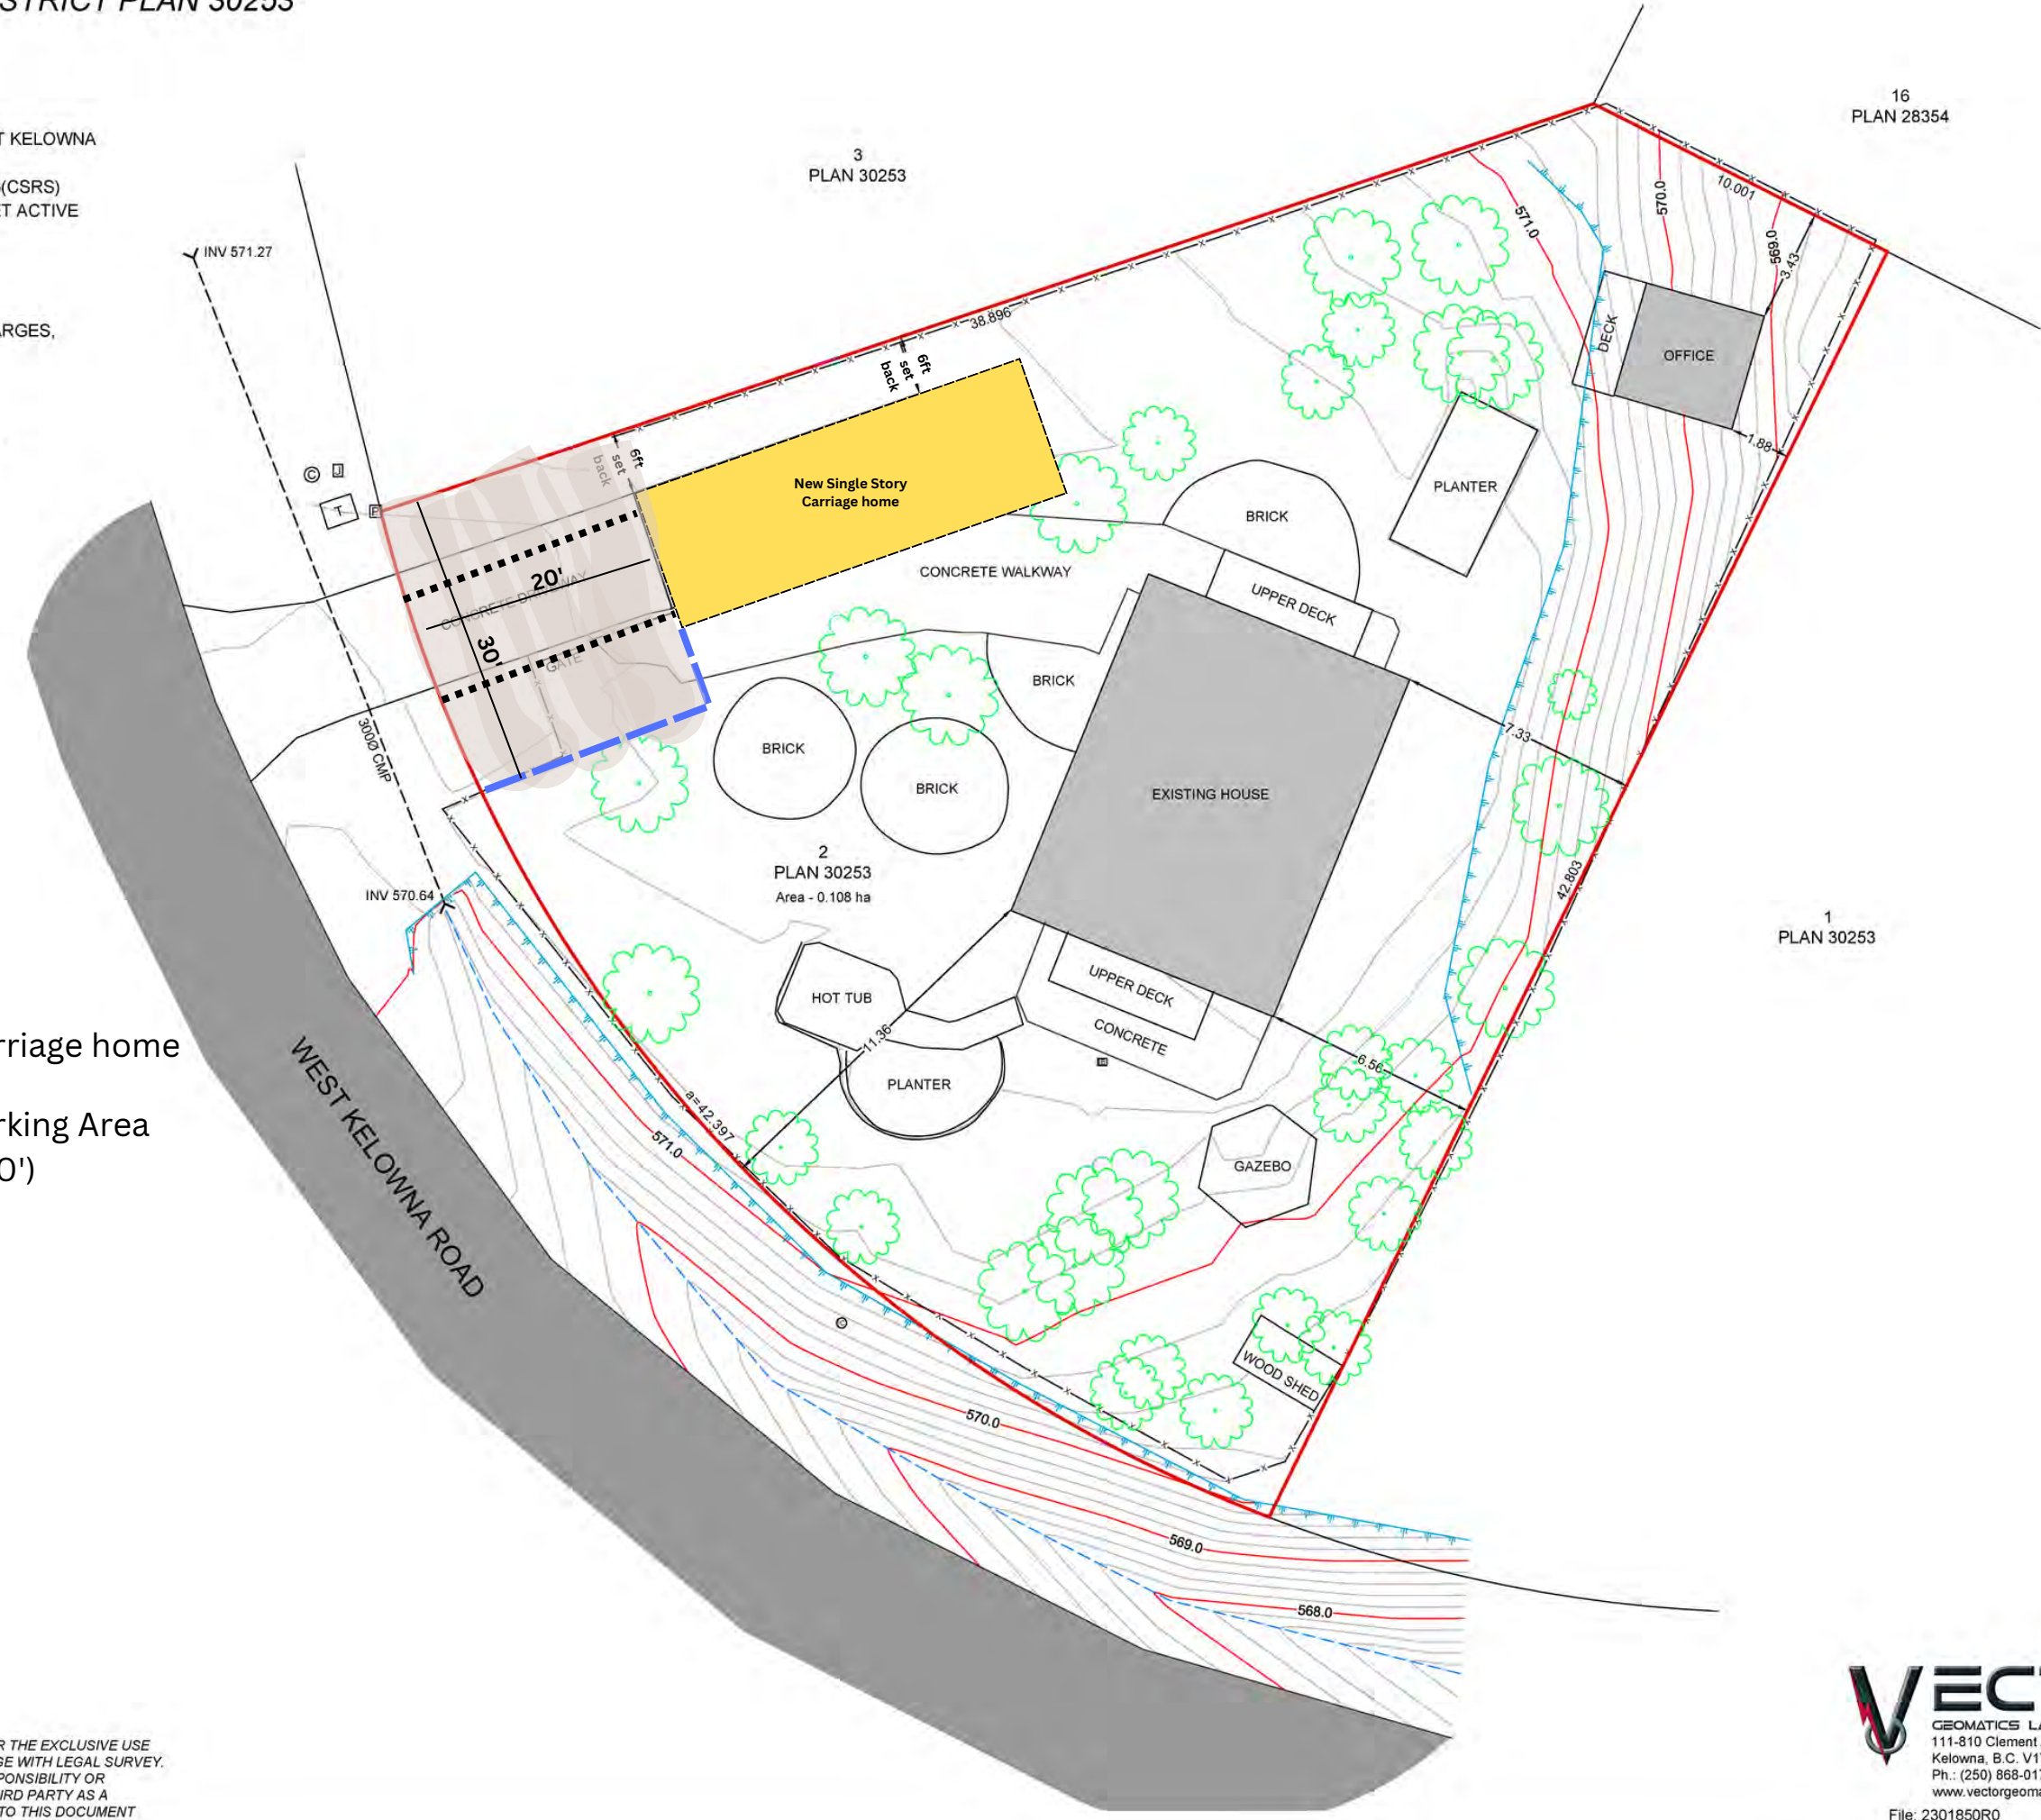 STRICT PLAN 30253
T KELOWNA
(CSRS)
ET ACTIVE
ARGES,
16
PLAN 28354
3
PLAN 30253
INV 571.27
10.001
570.0
571.0
569.0
3.43
38.896
6ft
set
back
DECK
OFFICE
1.88
6ft
set
back
New Single Story
Carriage home
PLANTER
BRICK
C
J
T
CONCRETE WALKWAY
UPPER DECK
20'
30'
GATE
BRICK
3000 CMP
7.33
BRICK
BRICK
EXISTING HOUSE
2
PLAN 30253
Area - 0.108 ha
INV 570.64
42.803
1
PLAN 30253
HOT TUB
UPPER DECK
CONCRETE
11.36
6.56
PLANTER
rriage home
rking Area
0')
WEST KELOWNA ROAD
a=42.397
571.0
GAZEBO
WOOD SHED
570.0
569.0
568.0
R THE EXCLUSIVE USE
GE WITH LEGAL SURVEY.
PONSIBILITY OR
IRD PARTY AS A
TO THIS DOCUMENT
VECT
GEOMATICS LA
111-810 Clement
Kelowna, B.C. V1
Ph.: (250) 868-01
www.vectorgeoma
File: 2301850R0